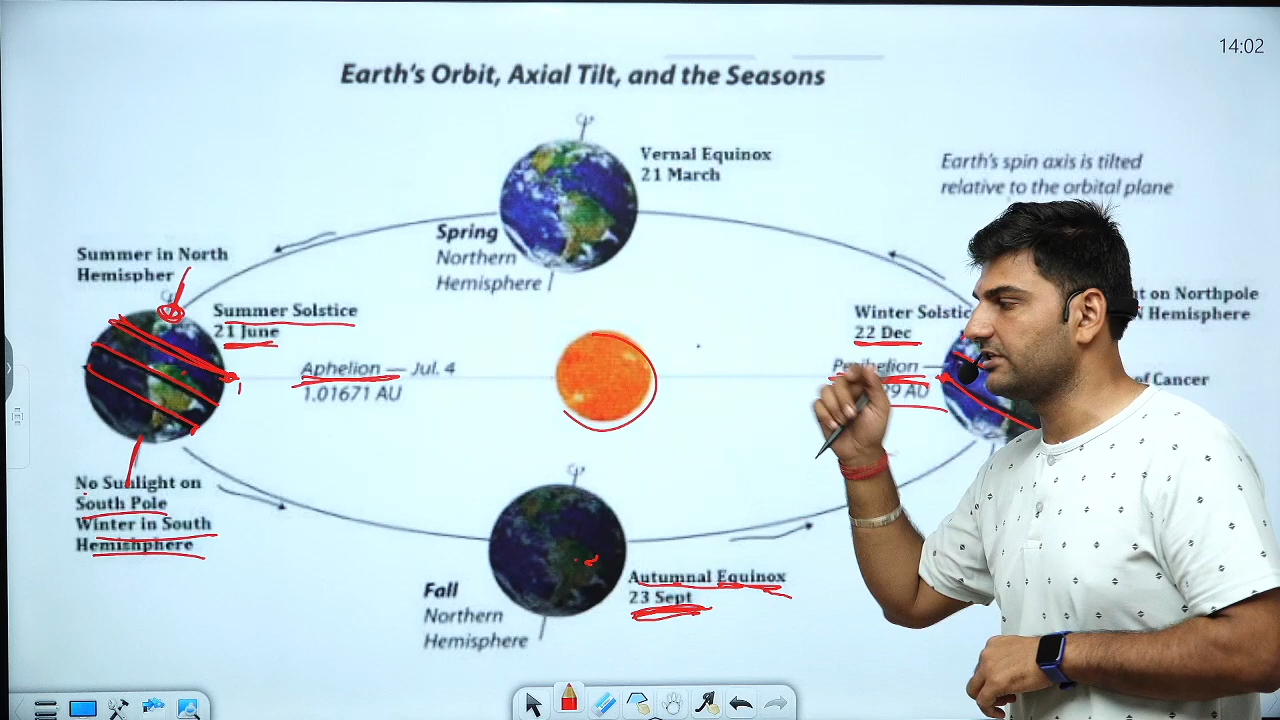 14:02
Earth's Orbit, Axial Tilt, and the Seasons
Vernal Equinox
21 March
Earth's spin axis is tilted
relative to the orbital plane
Spring
Northern
Hemisphere
Summer in North
Hemispher
Summer Solstice
21 June
Aphelion — Jul. 4
1.01671 AU
Winter Solstic
22 Dec
on Northpole
Hemisphere
of Cancer
AU
No Sunlight on
South Pole
Winter in South
Hemishphere
Autumnal Equinox
23 Sept
Fall
Northern
Hemisphere